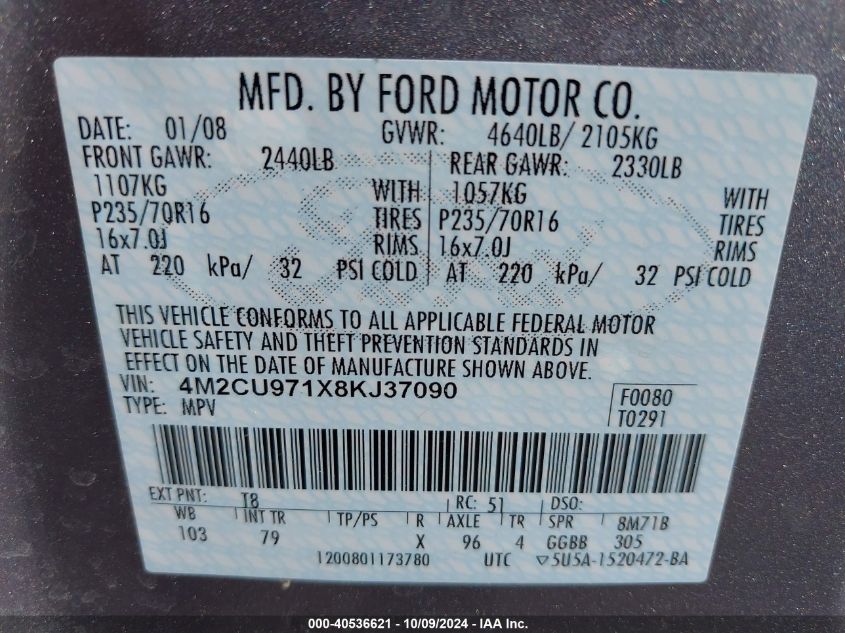 MFD. BY FORD MOTOR CO.
DATE: 01/08 GVWR: 4640LB/ 2105KG
FRONT GAWR: 2440LB REAR GAWR: 2330LB
1107KG WITH 1057KG WITH
P235/70R16 TIRES P235/70R16 TIRES
16x7.0J RIMS 16x7.0J RIMS
AT 220 kPa/ 32 PSI COLD AT 220 kPa/ 32 PSI COLD
THIS VEHICLE CONFORMS TO ALL APPLICABLE FEDERAL MOTOR
VEHICLE SAFETY AND THEFT PREVENTION STANDARDS IN
EFFECT ON THE DATE OF MANUFACTURE SHOWN ABOVE.
VIN: 4M2CU971X8KJ37090 F0080
TYPE: MPV T0291
EXT PNT: T8 RC: 51 DSO:
WB INT TR TP/PS R AXLE TR SPR 8M71B
103 79 X 96 4 GGBB 305
1200801173780 UTC ▽5U5A-1520472-BA
000-40536621 - 10/09/2024 - IAA Inc.